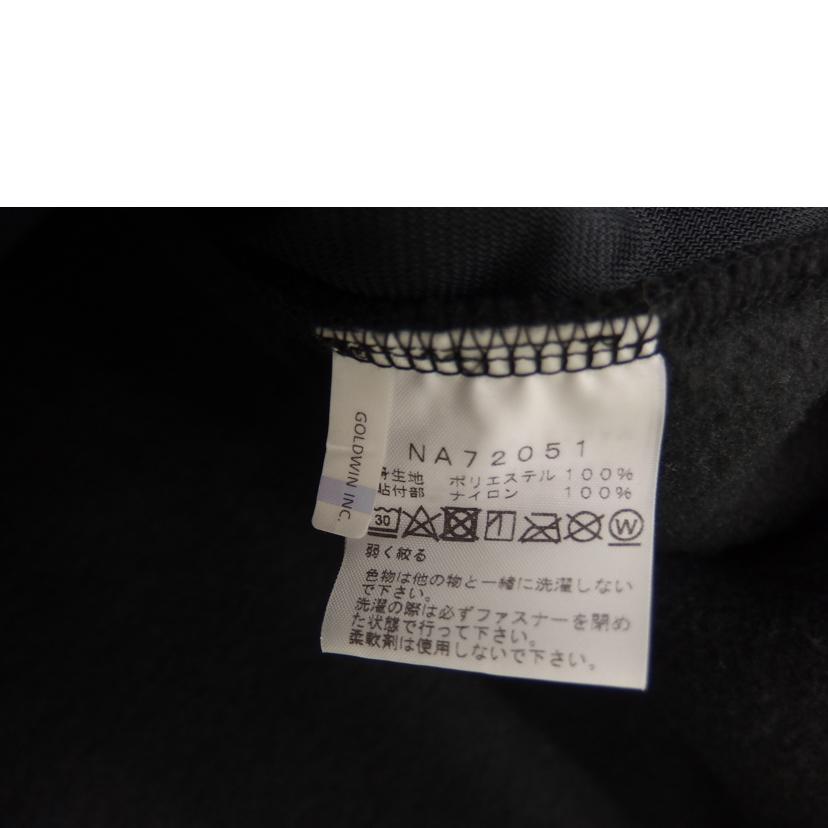 GOLDWIN INC.
NA72051
身生地 ポリエステル 100%
貼付部 ナイロン 100%
30
W
弱く絞る
色物は他の物と一緒に洗濯しない
で下さい。
洗濯の際は必ずファスナーを閉め
た状態で行って下さい。
柔軟剤は使用しないで下さい。